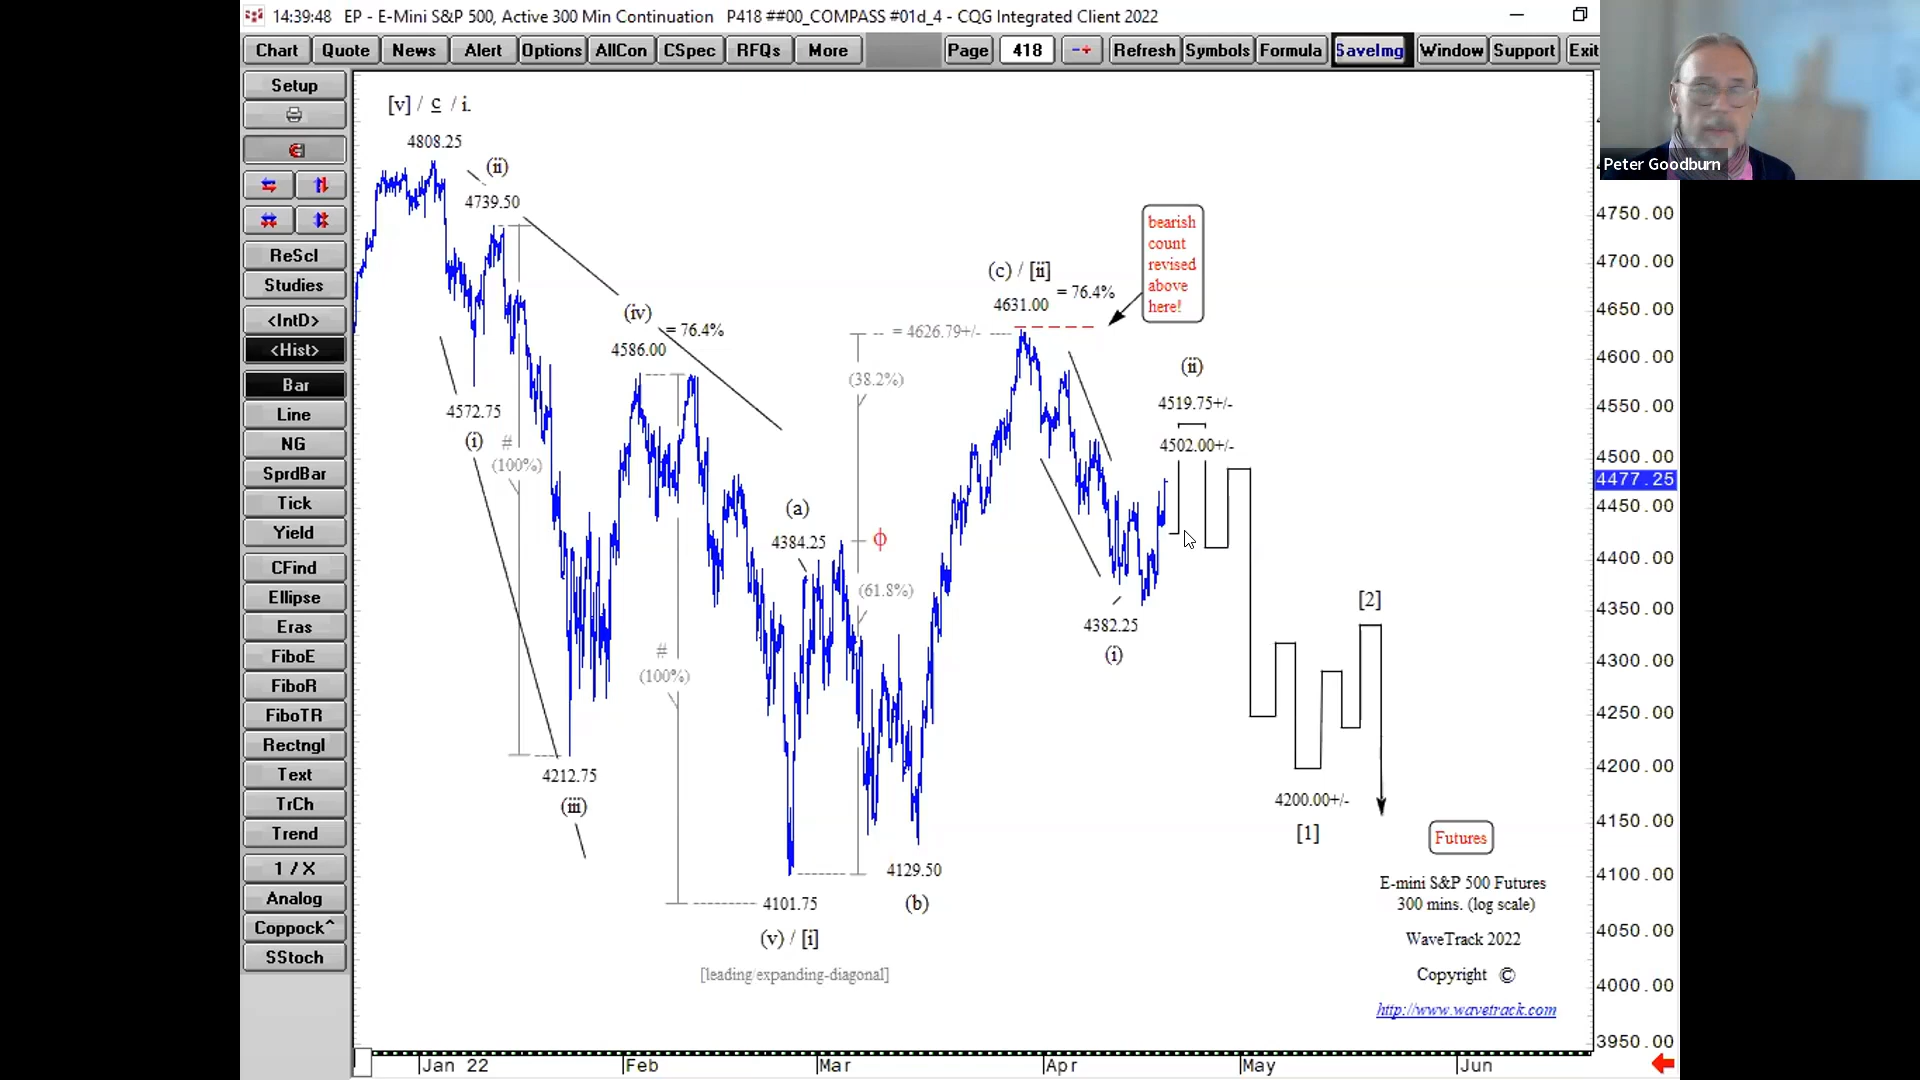 14:39:48 EP - E-Mini S&P 500, Active 300 Min Continuation P418 ##00_COMPASS #01d_4 - CQG Integrated Client 2022
Chart Quote News Alert Options AllCon CSpec RFQs More Page 418 -+ Refresh Symbols Formula SaveImg Window Support Exit
Setup
ReScl
Studies
<IntD>
<Hist>
Bar
Line
NG
SprdBar
Tick
Yield
CFind
Ellipse
Eras
FiboE
FiboR
FiboTR
Rectngl
Text
TrCh
Trend
1 / X
Analog
Coppock^
SStoch
[v] / c / i.
4808.25
(ii)
4739.50
4572.75
(i)
#
(100%)
4212.75
(iii)
(iv)
= 76.4%
4586.00
#
(100%)
(a)
4384.25
4101.75
(v) / [i]
[leading/expanding-diagonal]
= 4626.79+/-
(38.2%)
ϕ
(61.8%)
4129.50
(b)
(c) / [ii]
4631.00
= 76.4%
bearish
count
revised
above
here!
4382.25
(i)
(ii)
4519.75+/-
4502.00+/-
4200.00+/-
[1]
[2]
Futures
E-mini S&P 500 Futures
300 mins. (log scale)
WaveTrack 2022
Copyright ©
http://www.wavetrack.com
4750.00
4700.00
4650.00
4600.00
4550.00
4500.00
4477.25
4450.00
4400.00
4350.00
4300.00
4250.00
4200.00
4150.00
4100.00
4050.00
4000.00
3950.00
Jan 22 Feb Mar Apr May Jun
Peter Goodburn